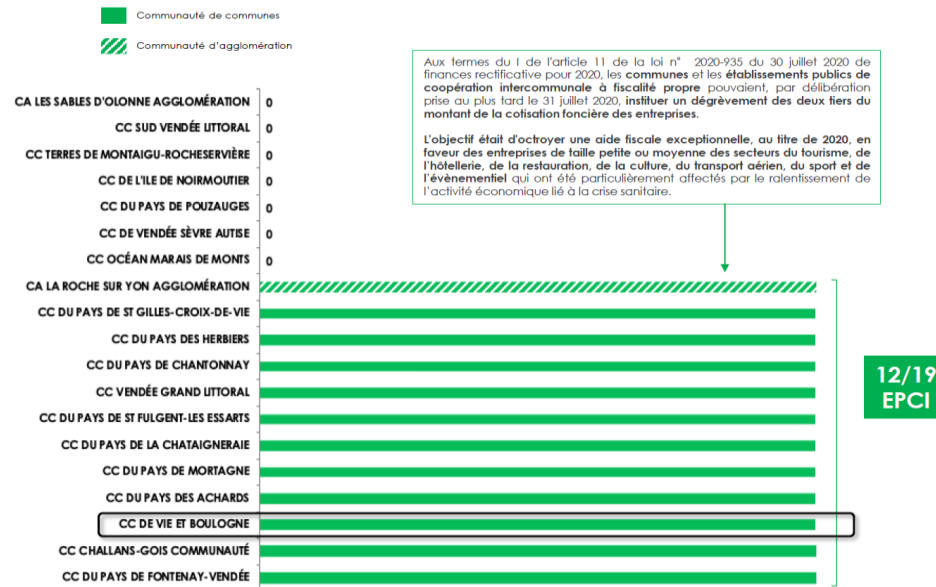 Communauté de communes
Communauté d'agglomération
Aux termes du I de l'article 11 de la loi n° 2020-935 du 30 juillet 2020 de
finances rectificative pour 2020, les communes et les établissements publics de
coopération intercommunale à fiscalité propre pouvaient, par délibération
prise au plus tard le 31 juillet 2020, instituer un dégrèvement des deux tiers du
montant de la cotisation foncière des entreprises.
L'objectif était d'octroyer une aide fiscale exceptionnelle, au titre de 2020, en
faveur des entreprises de taille petite ou moyenne des secteurs du tourisme, de
l'hôtellerie, de la restauration, de la culture, du transport aérien, du sport et de
l'évènementiel qui ont été particulièrement affectés par le ralentissement de
l'activité économique lié à la crise sanitaire.
CA LES SABLES D'OLONNE AGGLOMÉRATION 0
CC SUD VENDÉE LITTORAL 0
CC TERRES DE MONTAIGU-ROCHESERVIÈRE 0
CC DE L'ILE DE NOIRMOUTIER 0
CC DU PAYS DE POUZAUGES 0
CC DE VENDÉE SÈVRE AUTISE 0
CC OCÉAN MARAIS DE MONTS 0
CA LA ROCHE SUR YON AGGLOMÉRATION
CC DU PAYS DE ST GILLES-CROIX-DE-VIE
CC DU PAYS DES HERBIERS
CC DU PAYS DE CHANTONNAY
CC VENDÉE GRAND LITTORAL
CC DU PAYS DE ST FULGENT-LES ESSARTS
CC DU PAYS DE LA CHATAIGNERAIE
CC DU PAYS DE MORTAGNE
CC DU PAYS DES ACHARDS
CC DE VIE ET BOULOGNE
CC CHALLANS-GOIS COMMUNAUTÉ
CC DU PAYS DE FONTENAY-VENDÉE
12/19
EPCI